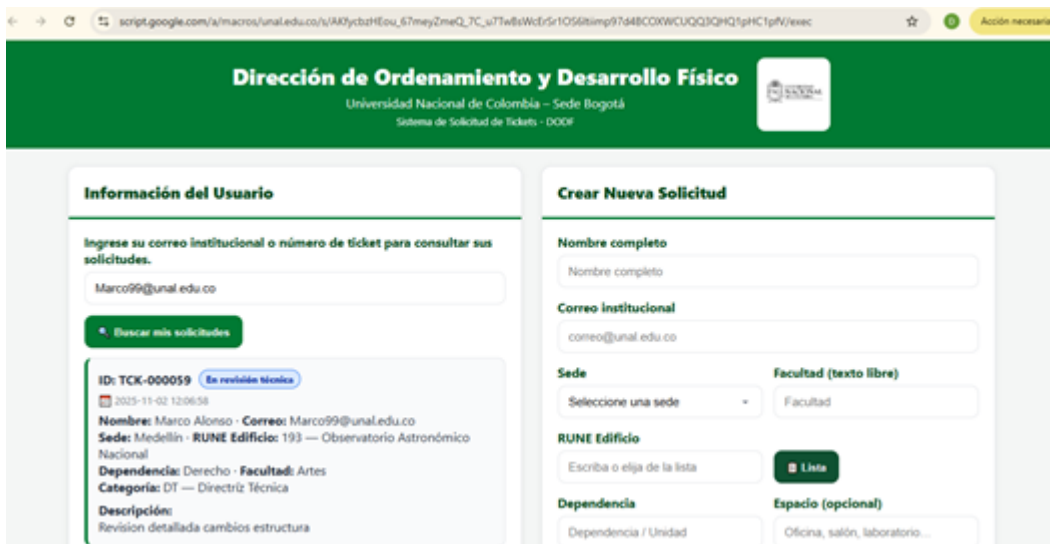 script.google.com/a/macros/unal.edu.co/s/
Acción necesaria
Dirección de Ordenamiento y Desarrollo Físico
Universidad Nacional de Colombia – Sede Bogotá
Sistema de Solicitud de Tickets - DODF
NACIONAL
Información del Usuario
Ingrese su correo institucional o número de ticket para consultar sus
solicitudes.
Marco99@unal.edu.co
Buscar mis solicitudes
ID: TCK-000059 En revisión técnica
2025-11-02 12:06:58
Nombre: Marco Alonso · Correo: Marco99@unal.edu.co
Sede: Medellín · RUNE Edificio: 193 — Observatorio Astronómico
Nacional
Dependencia: Derecho · Facultad: Artes
Categoría: DT — Directríz Técnica
Descripción:
Revision detallada cambios estructura
Crear Nueva Solicitud
Nombre completo
Nombre completo
Correo institucional
correo@unal.edu.co
Sede Facultad (texto libre)
Seleccione una sede Facultad
RUNE Edificio
Escriba o elija de la lista Lista
Dependencia Espacio (opcional)
Dependencia / Unidad Oficina, salón, laboratorio...